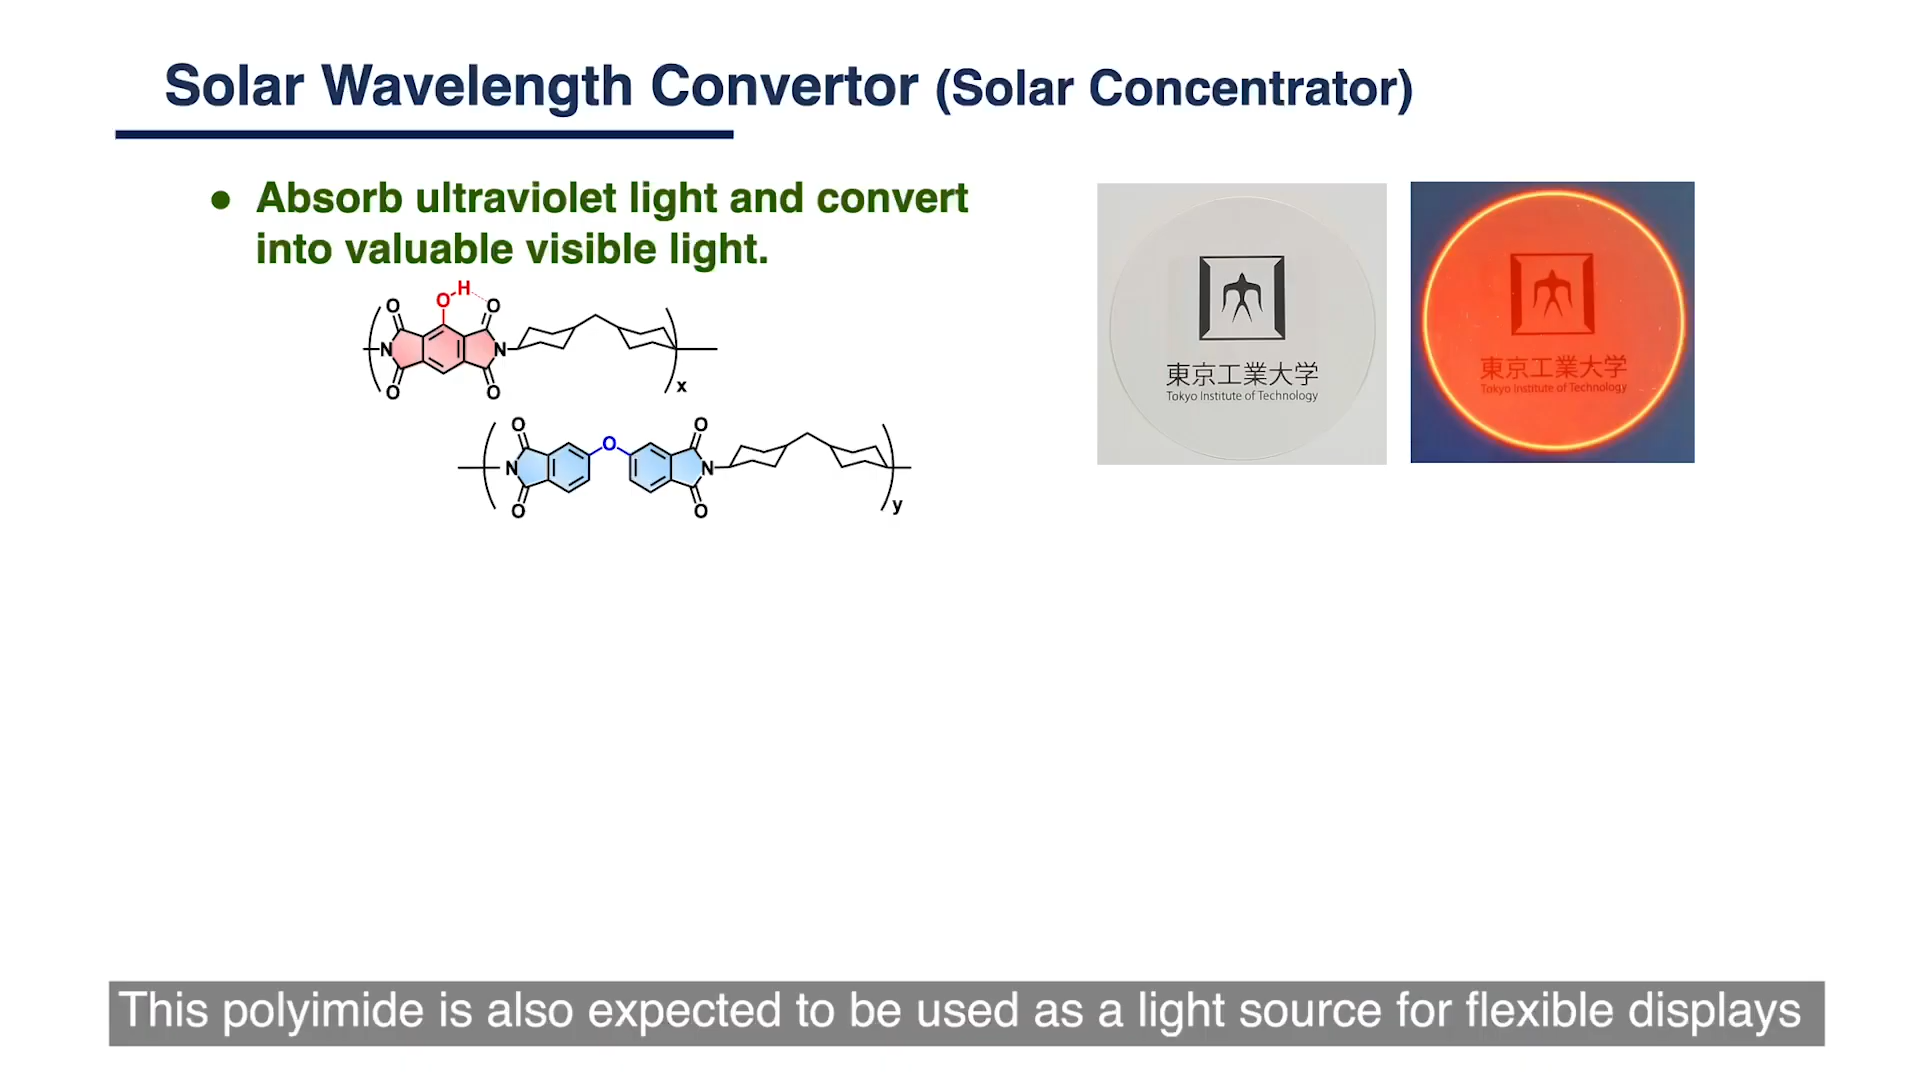 Solar Wavelength Convertor (Solar Concentrator)
● Absorb ultraviolet light and convert
into valuable visible light.
O H
O O
N N
O O
x
O O O
N N
O O
y
東京工業大学
Tokyo Institute of Technology
東京工業大学
Tokyo Institute of Technology
This polyimide is also expected to be used as a light source for flexible displays